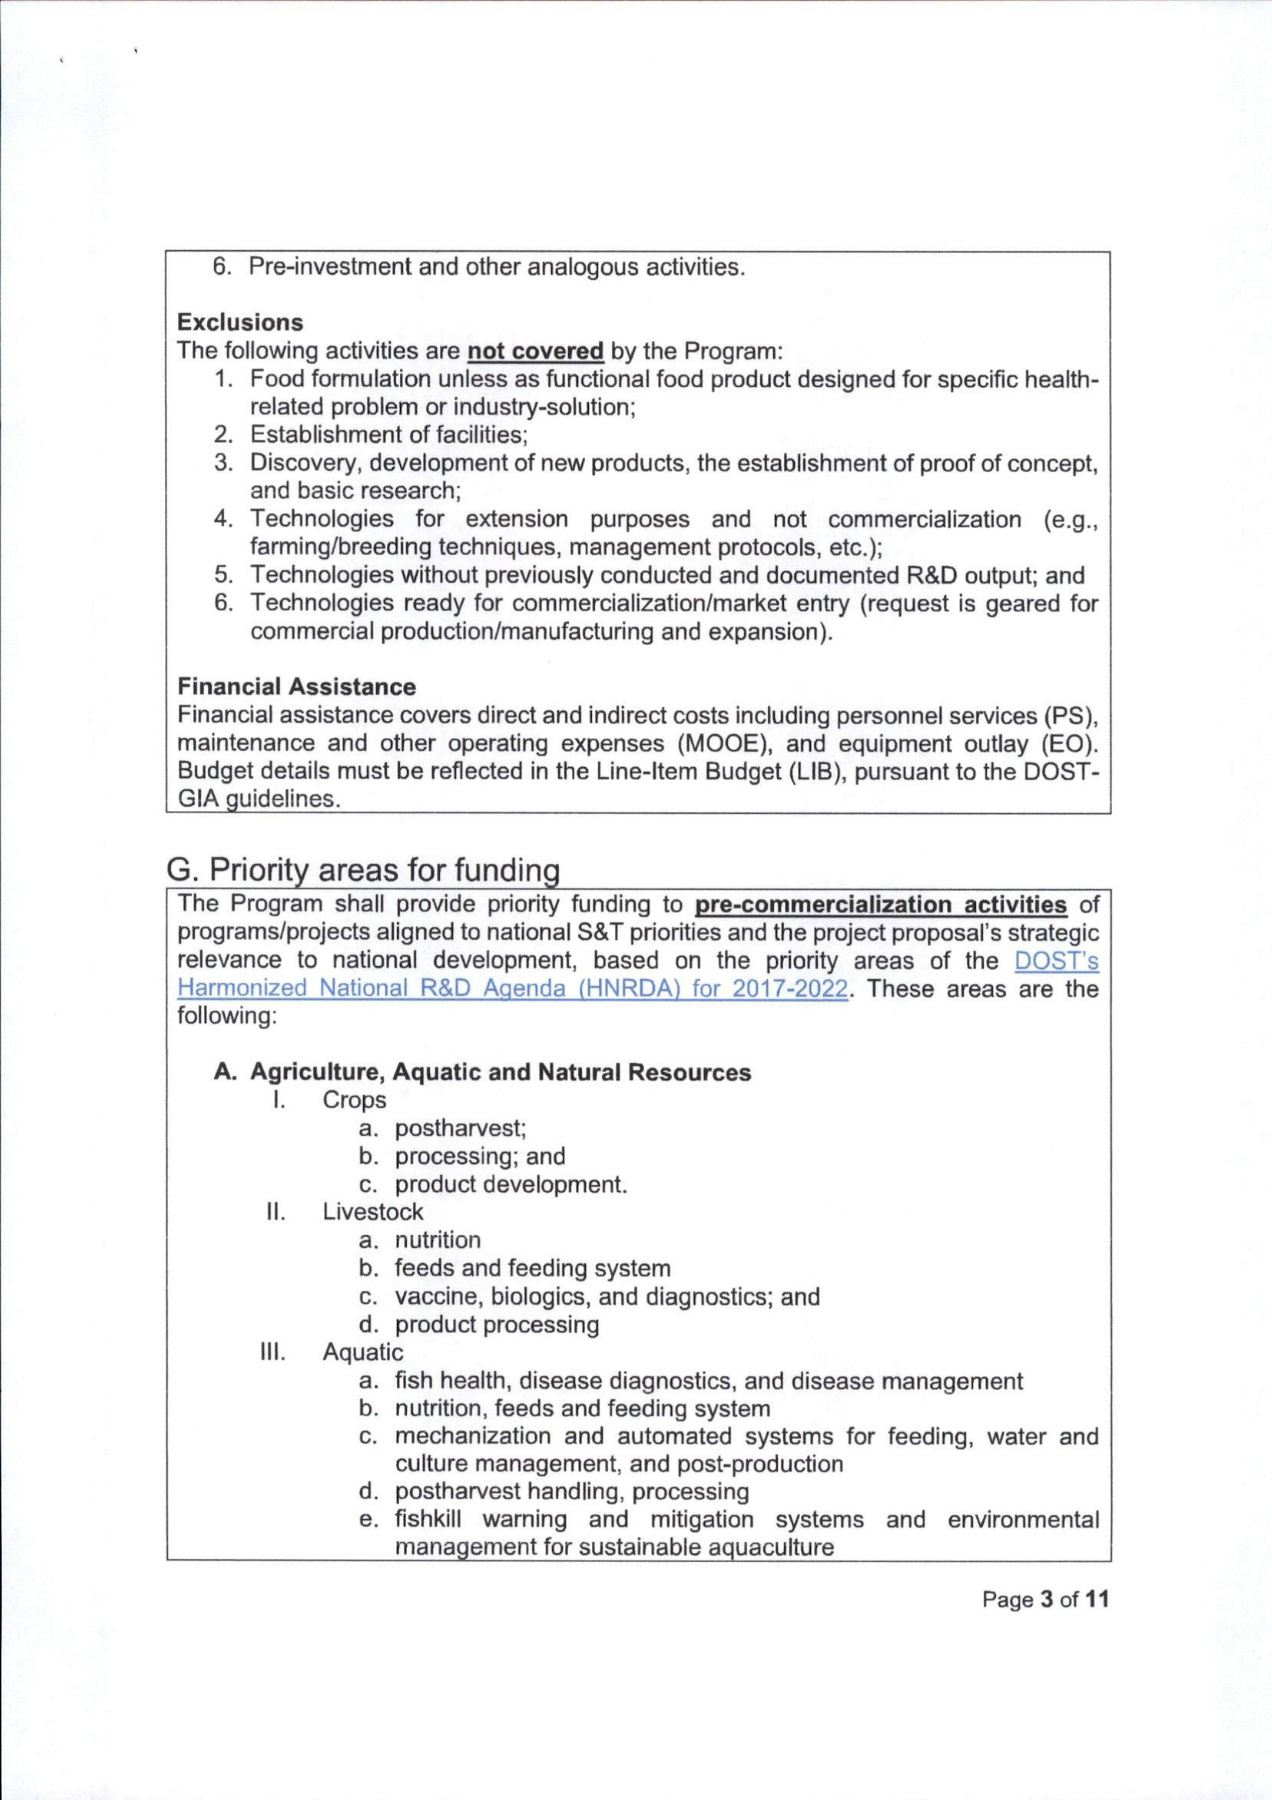 6. Pre-investment and other analogous activities.
Exclusions
The following activities are not covered by the Program:
1. Food formulation unless as functional food product designed for specific health-
related problem or industry-solution;
2. Establishment of facilities;
3. Discovery, development of new products, the establishment of proof of concept,
and basic research;
4. Technologies for extension purposes and not commercialization (e.g.,
farming/breeding techniques, management protocols, etc.);
5. Technologies without previously conducted and documented R&D output; and
6. Technologies ready for commercialization/market entry (request is geared for
commercial production/manufacturing and expansion).
Financial Assistance
Financial assistance covers direct and indirect costs including personnel services (PS),
maintenance and other operating expenses (MOOE), and equipment outlay (EO).
Budget details must be reflected in the Line-Item Budget (LIB), pursuant to the DOST-
GIA guidelines.
G. Priority areas for funding
The Program shall provide priority funding to pre-commercialization activities of
programs/projects aligned to national S&T priorities and the project proposal's strategic
relevance to national development, based on the priority areas of the DOST's
Harmonized National R&D Agenda (HNRDA) for 2017-2022. These areas are the
following:
A. Agriculture, Aquatic and Natural Resources
I. Crops
a. postharvest;
b. processing; and
c. product development.
II. Livestock
a. nutrition
b. feeds and feeding system
c. vaccine, biologics, and diagnostics; and
d. product processing
III. Aquatic
a. fish health, disease diagnostics, and disease management
b. nutrition, feeds and feeding system
c. mechanization and automated systems for feeding, water and
culture management, and post-production
d. postharvest handling, processing
e. fishkill warning and mitigation systems and environmental
management for sustainable aquaculture
Page 3 of 11